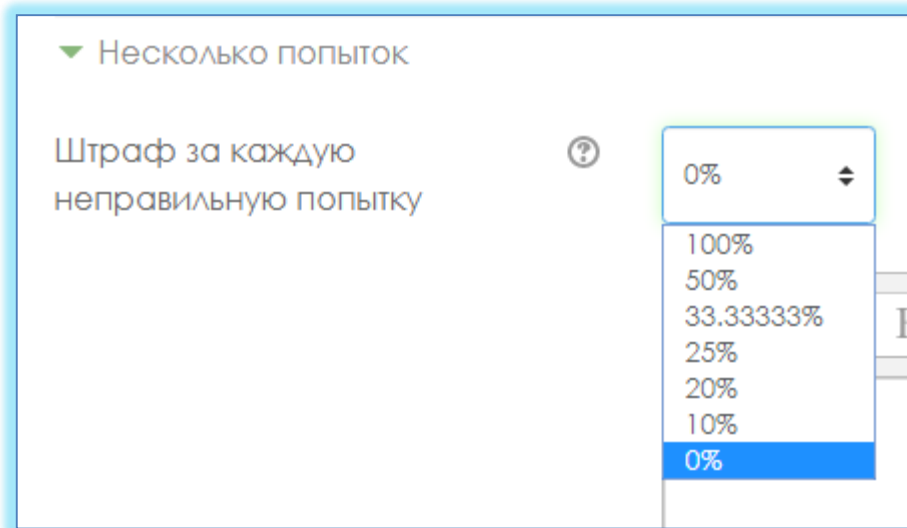 Несколько попыток
Штраф за каждую
неправильную попытку
0%
100%
50%
33.33333%
25%
20%
10%
0%